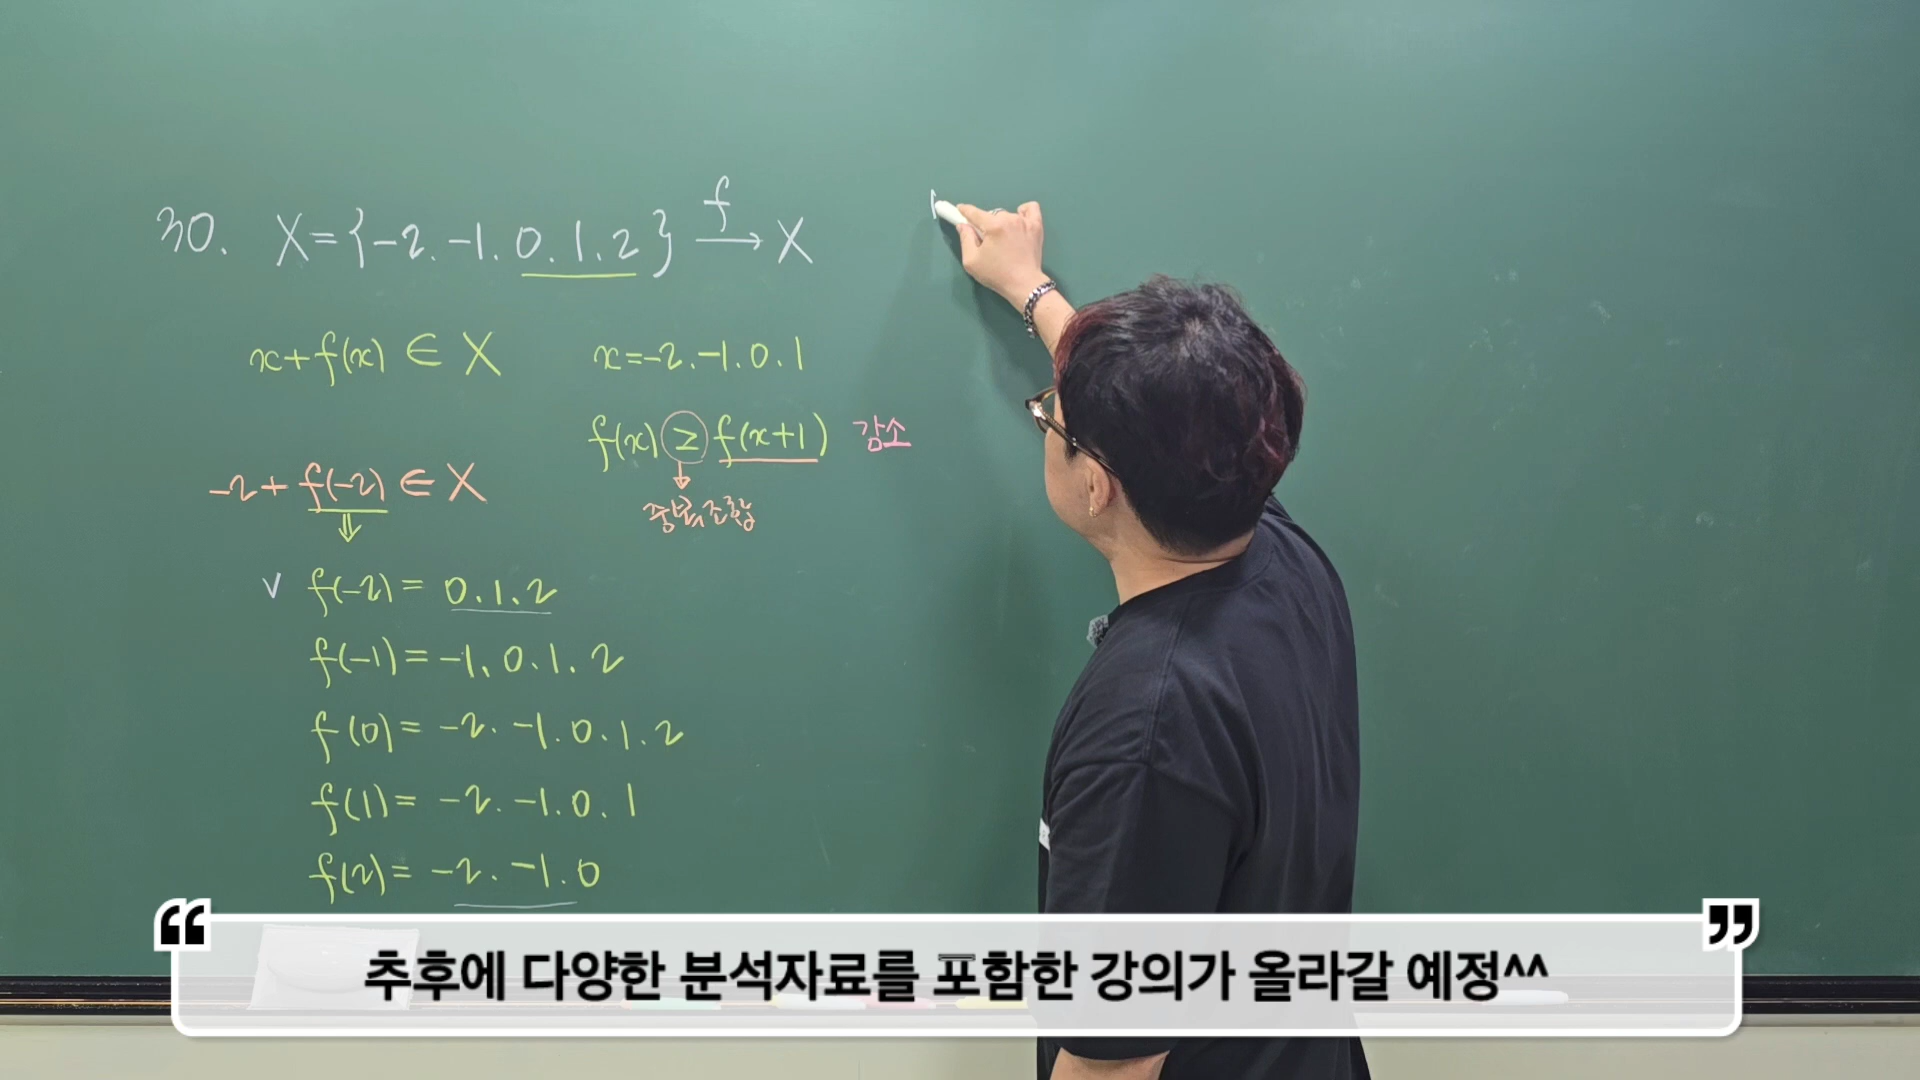 30. X={-2. -1. 0. 1. 2} f→ X
x+f(x) ∈ X
x=-2. -1. 0. 1
f(x) ≥ f(x+1) 감소
중복조합
-2+f(-2) ∈ X
⇓
∨ f(-2)= 0. 1. 2
f(-1)= -1. 0. 1. 2
f(0)= -2. -1. 0. 1. 2
f(1)= -2. -1. 0. 1
f(2)= -2. -1. 0
“추후에 다양한 분석자료를 포함한 강의가 올라갈 예정^^”